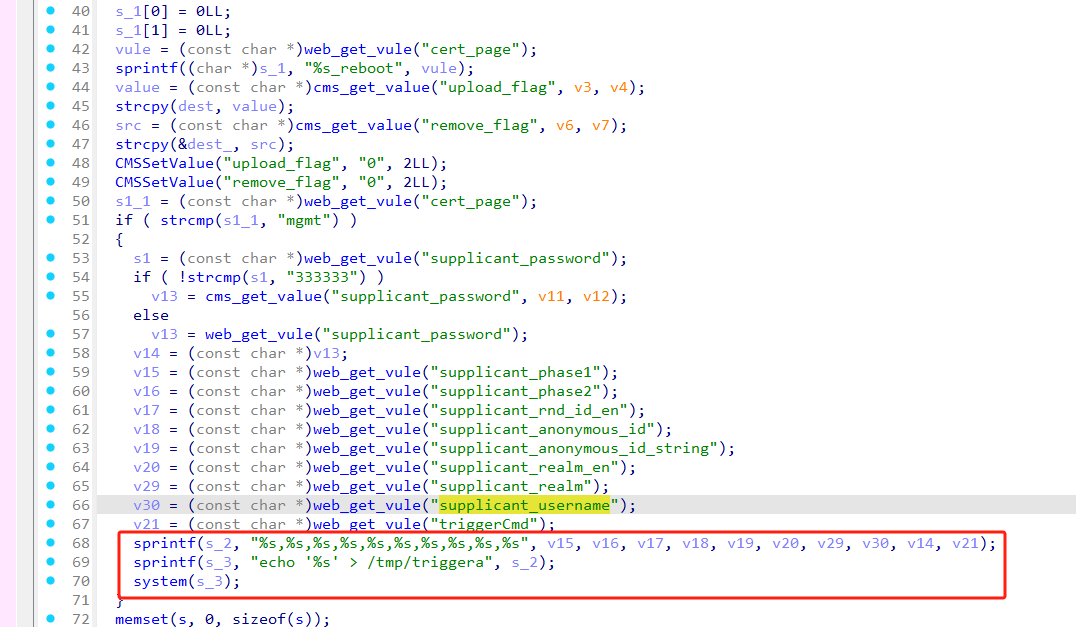 40 s_1[0] = 0LL;
41 s_1[1] = 0LL;
42 vule = (const char *)web_get_vule("cert_page");
43 sprintf((char *)s_1, "%s_reboot", vule);
44 value = (const char *)cms_get_value("upload_flag", v3, v4);
45 strcpy(dest, value);
46 src = (const char *)cms_get_value("remove_flag", v6, v7);
47 strcpy(&dest_, src);
48 CMSSetValue("upload_flag", "0", 2LL);
49 CMSSetValue("remove_flag", "0", 2LL);
50 s1_1 = (const char *)web_get_vule("cert_page");
51 if ( strcmp(s1_1, "mgmt") )
52 {
53 s1 = (const char *)web_get_vule("supplicant_password");
54 if ( !strcmp(s1, "333333") )
55 v13 = cms_get_value("supplicant_password", v11, v12);
56 else
57 v13 = web_get_vule("supplicant_password");
58 v14 = (const char *)v13;
59 v15 = (const char *)web_get_vule("supplicant_phase1");
60 v16 = (const char *)web_get_vule("supplicant_phase2");
61 v17 = (const char *)web_get_vule("supplicant_rnd_id_en");
62 v18 = (const char *)web_get_vule("supplicant_anonymous_id");
63 v19 = (const char *)web_get_vule("supplicant_anonymous_id_string");
64 v20 = (const char *)web_get_vule("supplicant_realm_en");
65 v29 = (const char *)web_get_vule("supplicant_realm");
66 v30 = (const char *)web_get_vule("supplicant_username");
67 v21 = (const char *)web_get_vule("triggerCmd");
68 sprintf(s_2, "%s,%s,%s,%s,%s,%s,%s,%s,%s,%s", v15, v16, v17, v18, v19, v20, v29, v30, v14, v21);
69 sprintf(s_3, "echo '%s' > /tmp/triggera", s_2);
70 system(s_3);
71 }
72 memset(s, 0, sizeof(s));